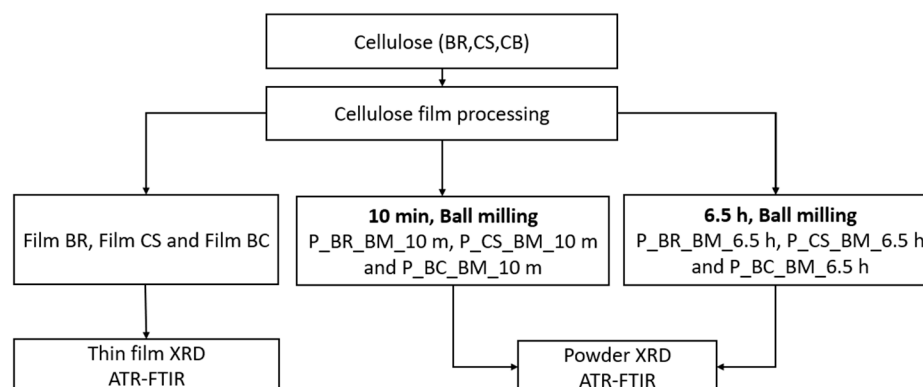 Cellulose (BR,CS,CB)
Cellulose film processing
Film BR, Film CS and Film BC
10 min, Ball milling
P_BR_BM_10 m, P_CS_BM_10 m
and P_BC_BM_10 m
6.5 h, Ball milling
P_BR_BM_6.5 h, P_CS_BM_6.5 h
and P_BC_BM_6.5 h
Thin film XRD
ATR-FTIR
Powder XRD
ATR-FTIR